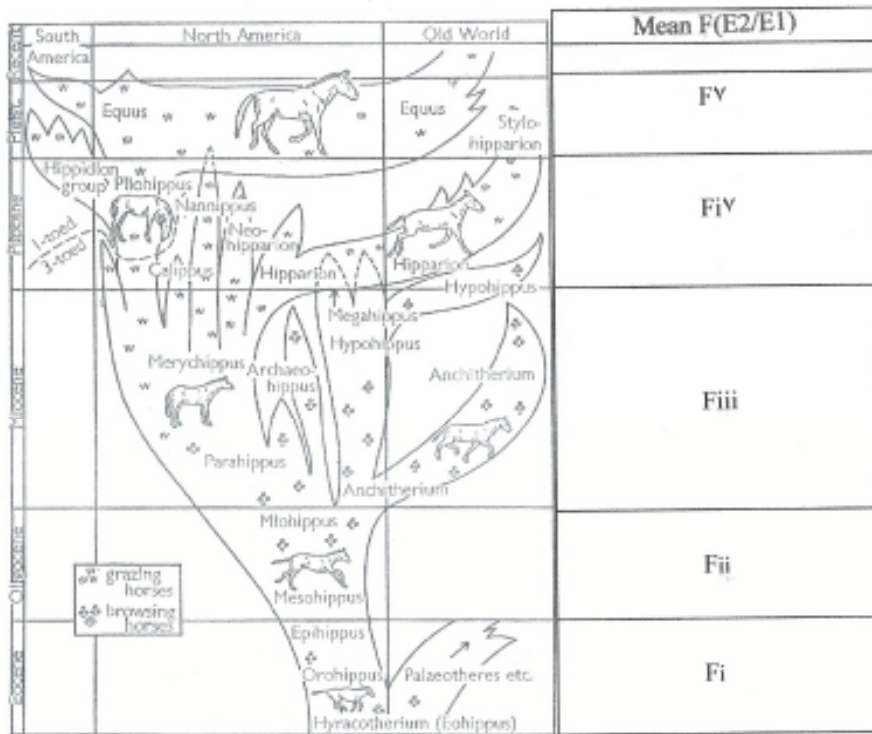 South America
North America
Old World
Mean F(E2/E1)
Recent
Pleist.
Equus
Equus
Stylo-
hipparion
Fv
Pliocene
Hippidion
group
Pliohippus
Nannippus
Neo-
hipparion
1-toed
3-toed
Calippus
Hipparion
Hipparion
Hypohippus
Fiv
Miocene
Megahippus
Hypohippus
Merychippus
Archaeo-
hippus
Anchitherium
Parahippus
Anchitherium
Fiii
Oligocene
Miohippus
Mesohippus
grazing
horses
browsing
horses
Fii
Eocene
Epihippus
Orohippus
Palaeotheres etc.
Hyracotherium (Eohippus)
Fi